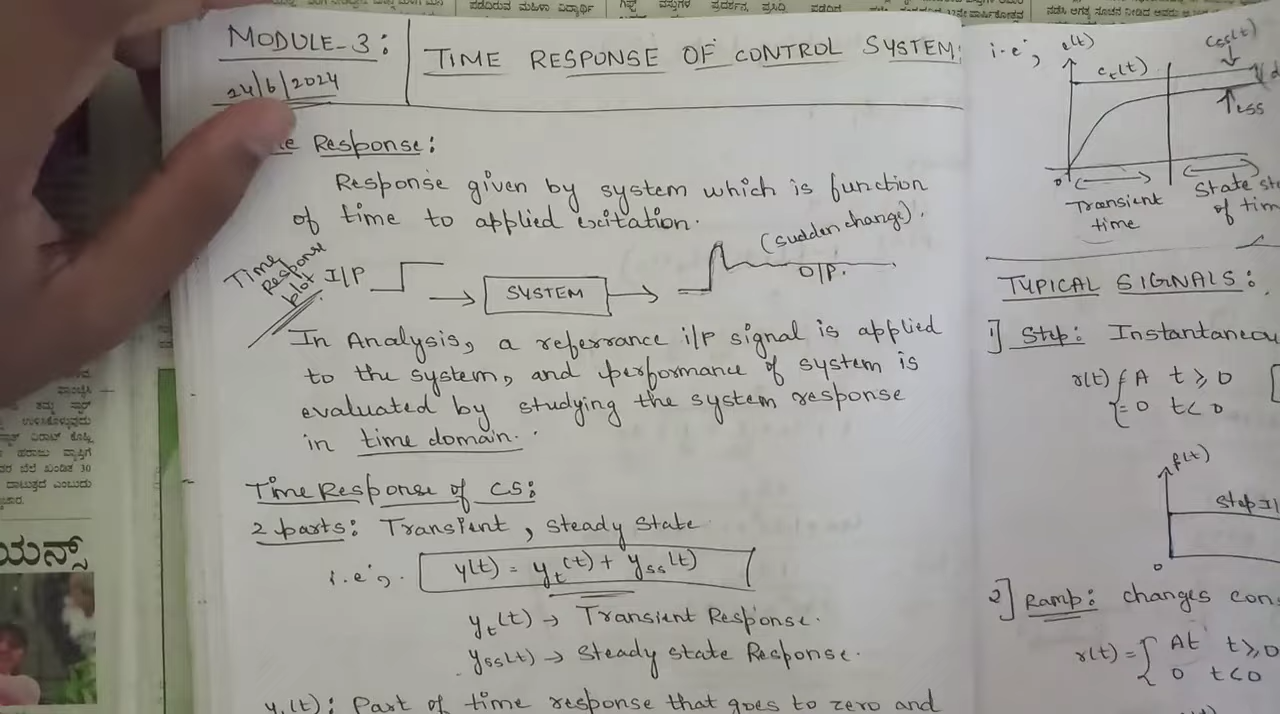 MODULE-3:
24/6/2024
TIME RESPONSE OF CONTROL SYSTEM:
Response:
Response given by system which is function
of time to applied excitation.
(sudden change).
Time
Response
plot
I/P
SYSTEM
O/P.
In Analysis, a referrance i/p signal is applied
to the system, and performance of system is
evaluated by studying the system response
in time domain.
Time Response of CS:
2 parts: Transient, Steady State
i.e;. y(t) = yt(t) + yss(t)
yt(t) → Transient Response.
yss(t) → Steady state Response.
Part of time response that goes to zero and
i.e;
Css(t)
ct(t)
ess
0
Transient
time
State
of tim
TYPICAL SIGNALS:
1] Step:
r(t) { A t ≥ 0
= 0 t < 0
f(t)
Step
0
2] Ramp: changes
r(t) = { At t ≥ 0
0 t < 0